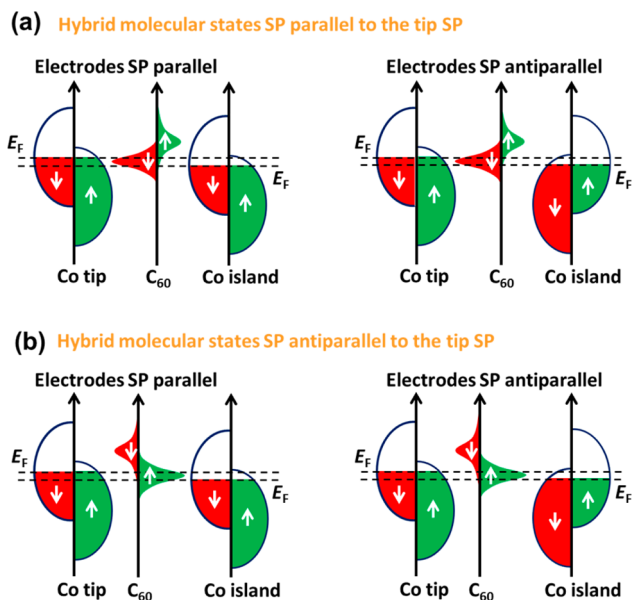 (a) Hybrid molecular states SP parallel to the tip SP
Electrodes SP parallel
Electrodes SP antiparallel
EF
EF
EF
EF
Co tip
C60
Co island
Co tip
C60
Co island
(b) Hybrid molecular states SP antiparallel to the tip SP
Electrodes SP parallel
Electrodes SP antiparallel
EF
EF
EF
EF
Co tip
C60
Co island
Co tip
C60
Co island